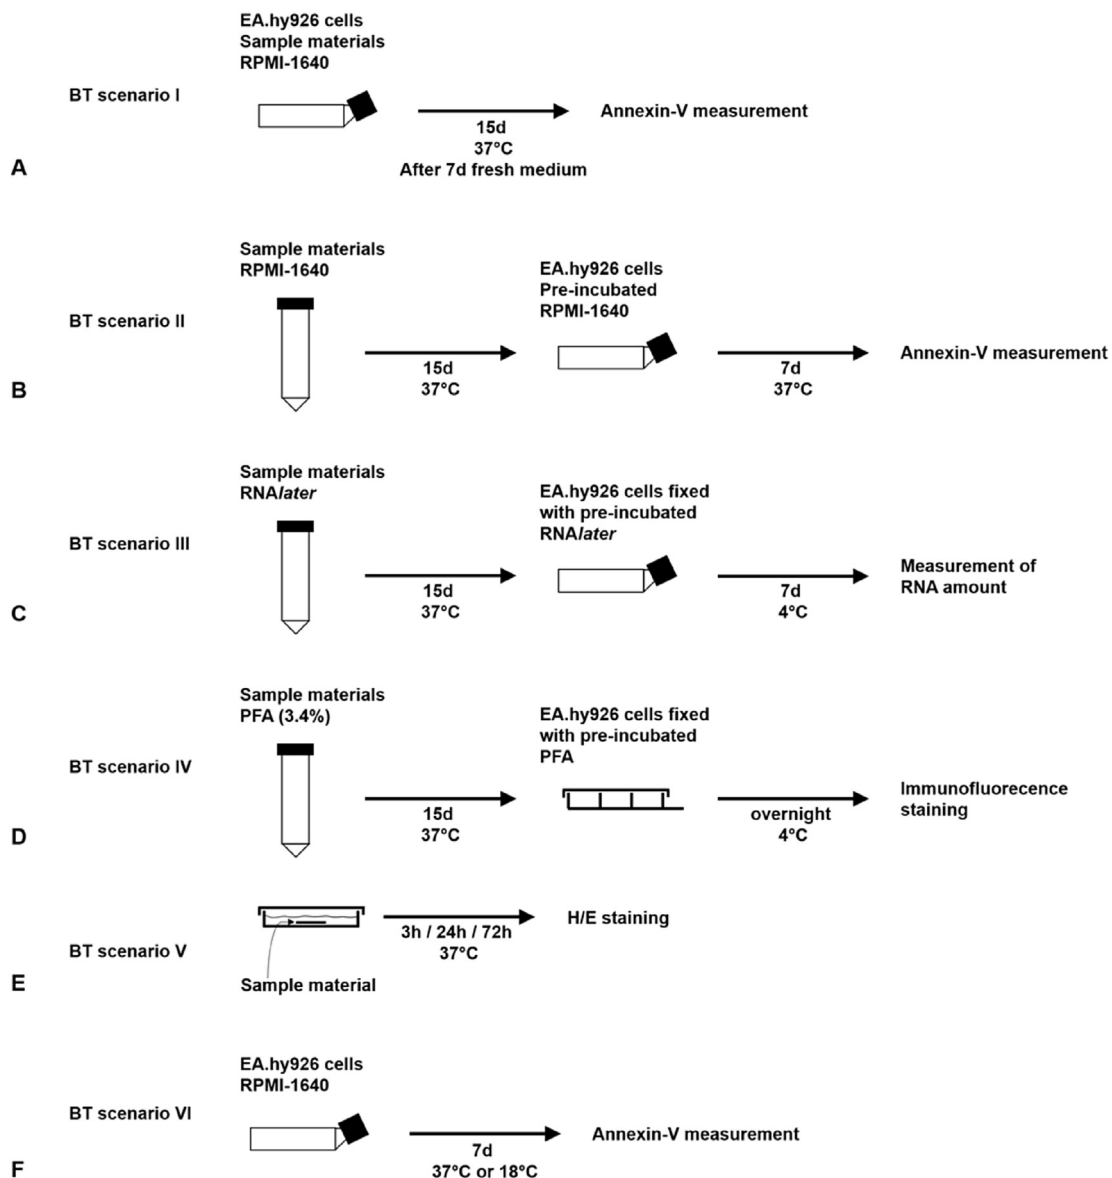 EA.hy926 cells
Sample materials
RPMI-1640
BT scenario I
15d
37°C
After 7d fresh medium
Annexin-V measurement
A
Sample materials
RPMI-1640
EA.hy926 cells
Pre-incubated
RPMI-1640
BT scenario II
15d
37°C
7d
37°C
Annexin-V measurement
B
Sample materials
RNAlater
EA.hy926 cells fixed
with pre-incubated
RNAlater
BT scenario III
15d
37°C
7d
4°C
Measurement of
RNA amount
C
Sample materials
PFA (3.4%)
EA.hy926 cells fixed
with pre-incubated
PFA
BT scenario IV
15d
37°C
overnight
4°C
Immunofluorecence
staining
D
3h / 24h / 72h
37°C
H/E staining
BT scenario V
Sample material
E
EA.hy926 cells
RPMI-1640
BT scenario VI
7d
37°C or 18°C
Annexin-V measurement
F